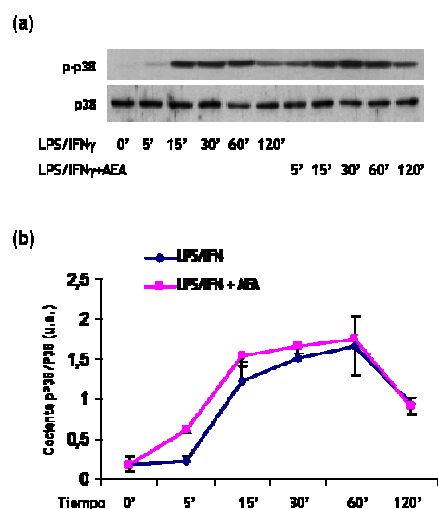 (a)
p-p38
p38
LPS/IFNγ 0' 5' 15' 30' 60' 120'
LPS/IFNγ+AEA 5' 15' 30' 60' 120'
(b)
LPS/IFN
LPS/IFN + AEA
Cociente pP38/P38 (u.a.)
2,5
2
1,5
1
0,5
0
Tiempo 0' 5' 15' 30' 60' 120'